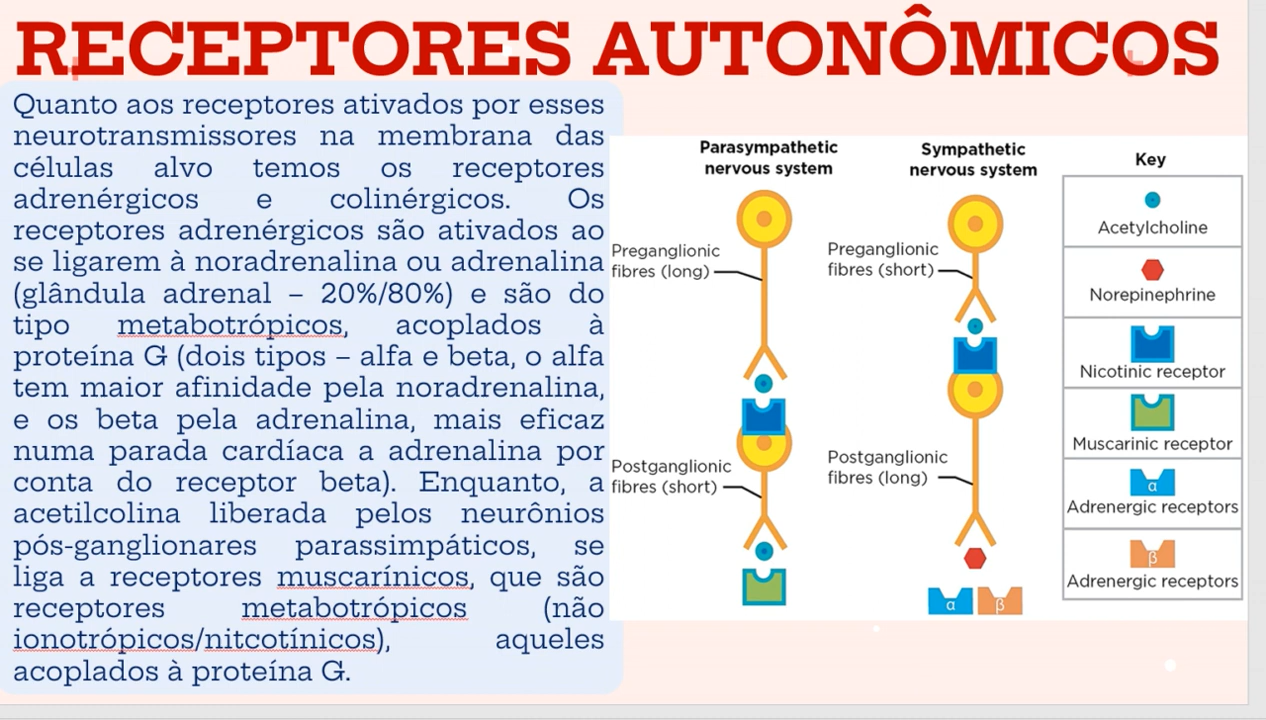 RECEPTORES AUTONÔMICOS
Quanto aos receptores ativados por esses
neurotransmissores na membrana das
células alvo temos os receptores
adrenérgicos e colinérgicos. Os
receptores adrenérgicos são ativados ao
se ligarem à noradrenalina ou adrenalina
(glândula adrenal – 20%/80%) e são do
tipo metabotrópicos, acoplados à
proteína G (dois tipos – alfa e beta, o alfa
tem maior afinidade pela noradrenalina,
e os beta pela adrenalina, mais eficaz
numa parada cardíaca a adrenalina por
conta do receptor beta). Enquanto, a
acetilcolina liberada pelos neurônios
pós-ganglionares parassimpáticos, se
liga a receptores muscarínicos, que são
receptores metabotrópicos (não
ionotrópicos/nitcotínicos), aqueles
acoplados à proteína G.
Parasympathetic
nervous system
Preganglionic
fibres (long)
Postganglionic
fibres (short)
Sympathetic
nervous system
Preganglionic
fibres (short)
Postganglionic
fibres (long)
α
β
Key
Acetylcholine
Norepinephrine
Nicotinic receptor
Muscarinic receptor
α
Adrenergic receptors
β
Adrenergic receptors